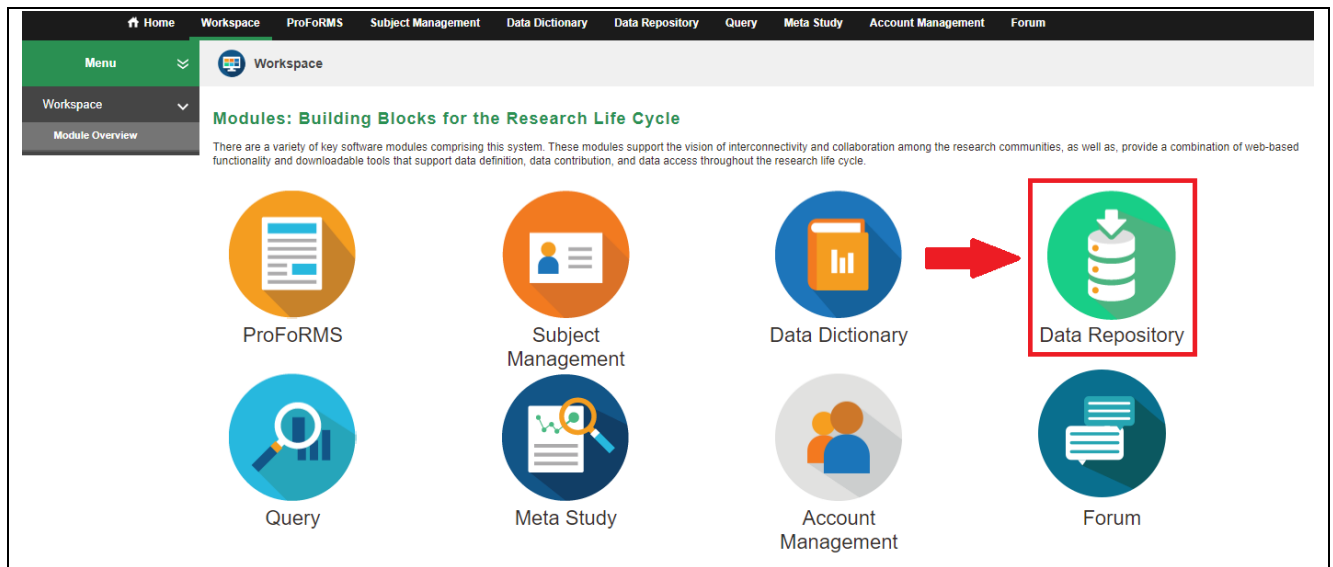 Home Workspace ProFoRMS Subject Management Data Dictionary Data Repository Query Meta Study Account Management Forum
Menu
Workspace
Workspace
Module Overview
Modules: Building Blocks for the Research Life Cycle
There are a variety of key software modules comprising this system. These modules support the vision of interconnectivity and collaboration among the research communities, as well as, provide a combination of web-based
functionality and downloadable tools that support data definition, data contribution, and data access throughout the research life cycle.
ProFoRMS
Subject
Management
Data Dictionary
Data Repository
Query
Meta Study
Account
Management
Forum